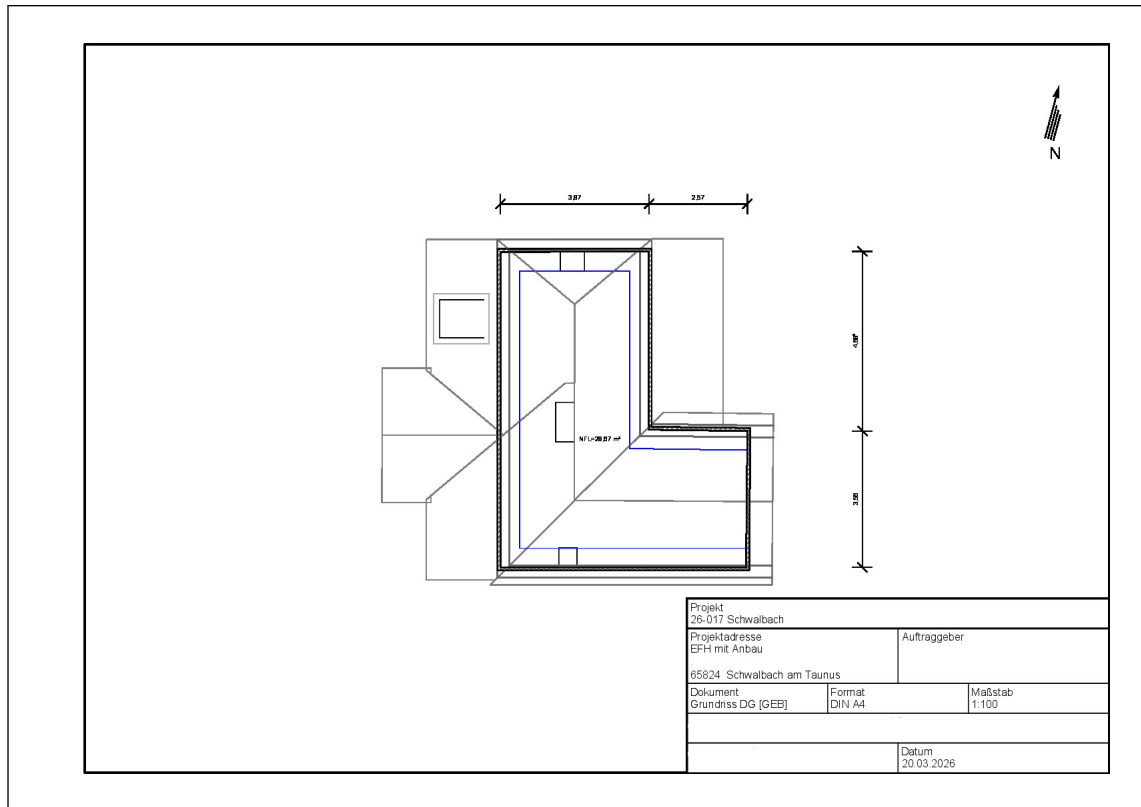 N
3,87
2,57
3,58
Projekt
26-017 Schwalbach
Projektadresse
EFH mit Anbau
65824 Schwalbach am Taunus
Auftraggeber
Dokument
Grundriss DG [GEB]
Format
DIN A4
Maßstab
1:100
Datum
20.03.2026